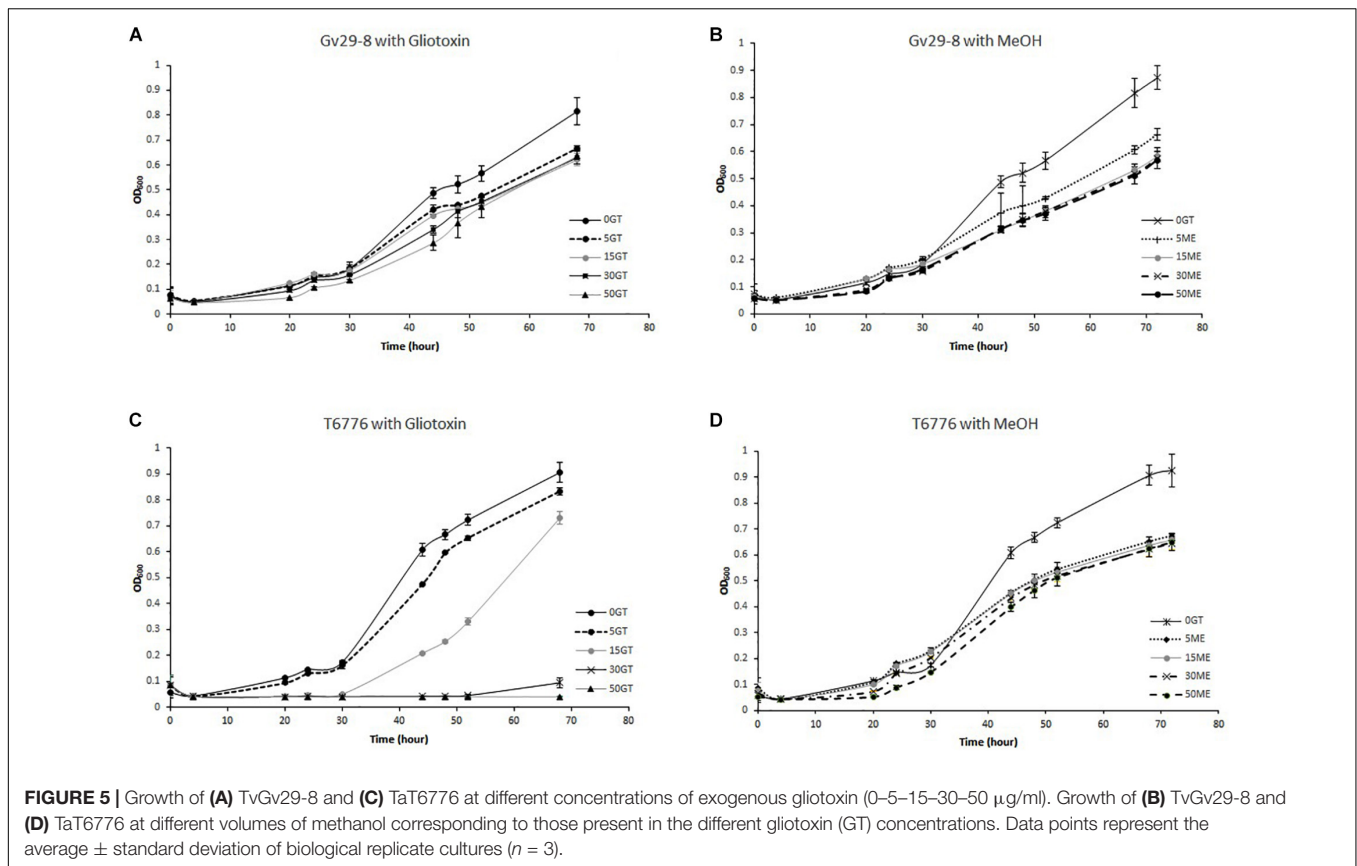 A
Gv29-8 with Gliotoxin
1
0.9
0.8
0.7
0.6
0.5
0.4
0.3
0.2
0.1
0
OD600
0 10 20 30 40 50 60 70 80
Time (hour)
0GT
5GT
15GT
30GT
50GT
B
Gv29-8 with MeOH
1
0.9
0.8
0.7
0.6
0.5
0.4
0.3
0.2
0.1
0
OD600
0 10 20 30 40 50 60 70 80
Time (hour)
0GT
5ME
15ME
30ME
50ME
C
T6776 with Gliotoxin
1
0.9
0.8
0.7
0.6
0.5
0.4
0.3
0.2
0.1
0
OD600
0 10 20 30 40 50 60 70 80
Time (hour)
0GT
5GT
15GT
30GT
50GT
D
T6776 with MeOH
1
0.9
0.8
0.7
0.6
0.5
0.4
0.3
0.2
0.1
0
OD600
0 10 20 30 40 50 60 70 80
Time (hour)
0GT
5ME
15ME
30ME
50ME
FIGURE 5 | Growth of (A) TvGv29-8 and (C) TaT6776 at different concentrations of exogenous gliotoxin (0–5–15–30–50 μg/ml). Growth of (B) TvGv29-8 and
(D) TaT6776 at different volumes of methanol corresponding to those present in the different gliotoxin (GT) concentrations. Data points represent the
average ± standard deviation of biological replicate cultures (n = 3).